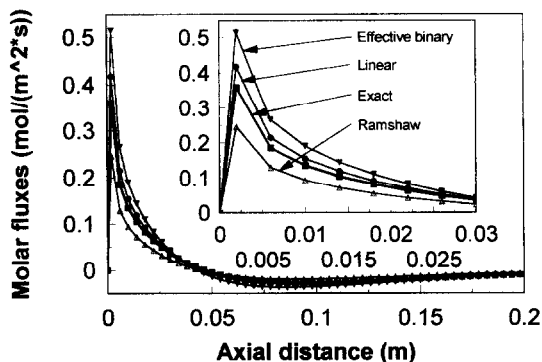 Molar fluxes (mol/(m^2*s))
0.5
0.4
0.3
0.2
0.1
0
0.5
0.4
0.3
0.2
0.1
0
Effective binary
Linear
Exact
Ramshaw
0 0.01 0.02 0.03
0.005 0.015 0.025
0 0.05 0.1 0.15 0.2
Axial distance (m)